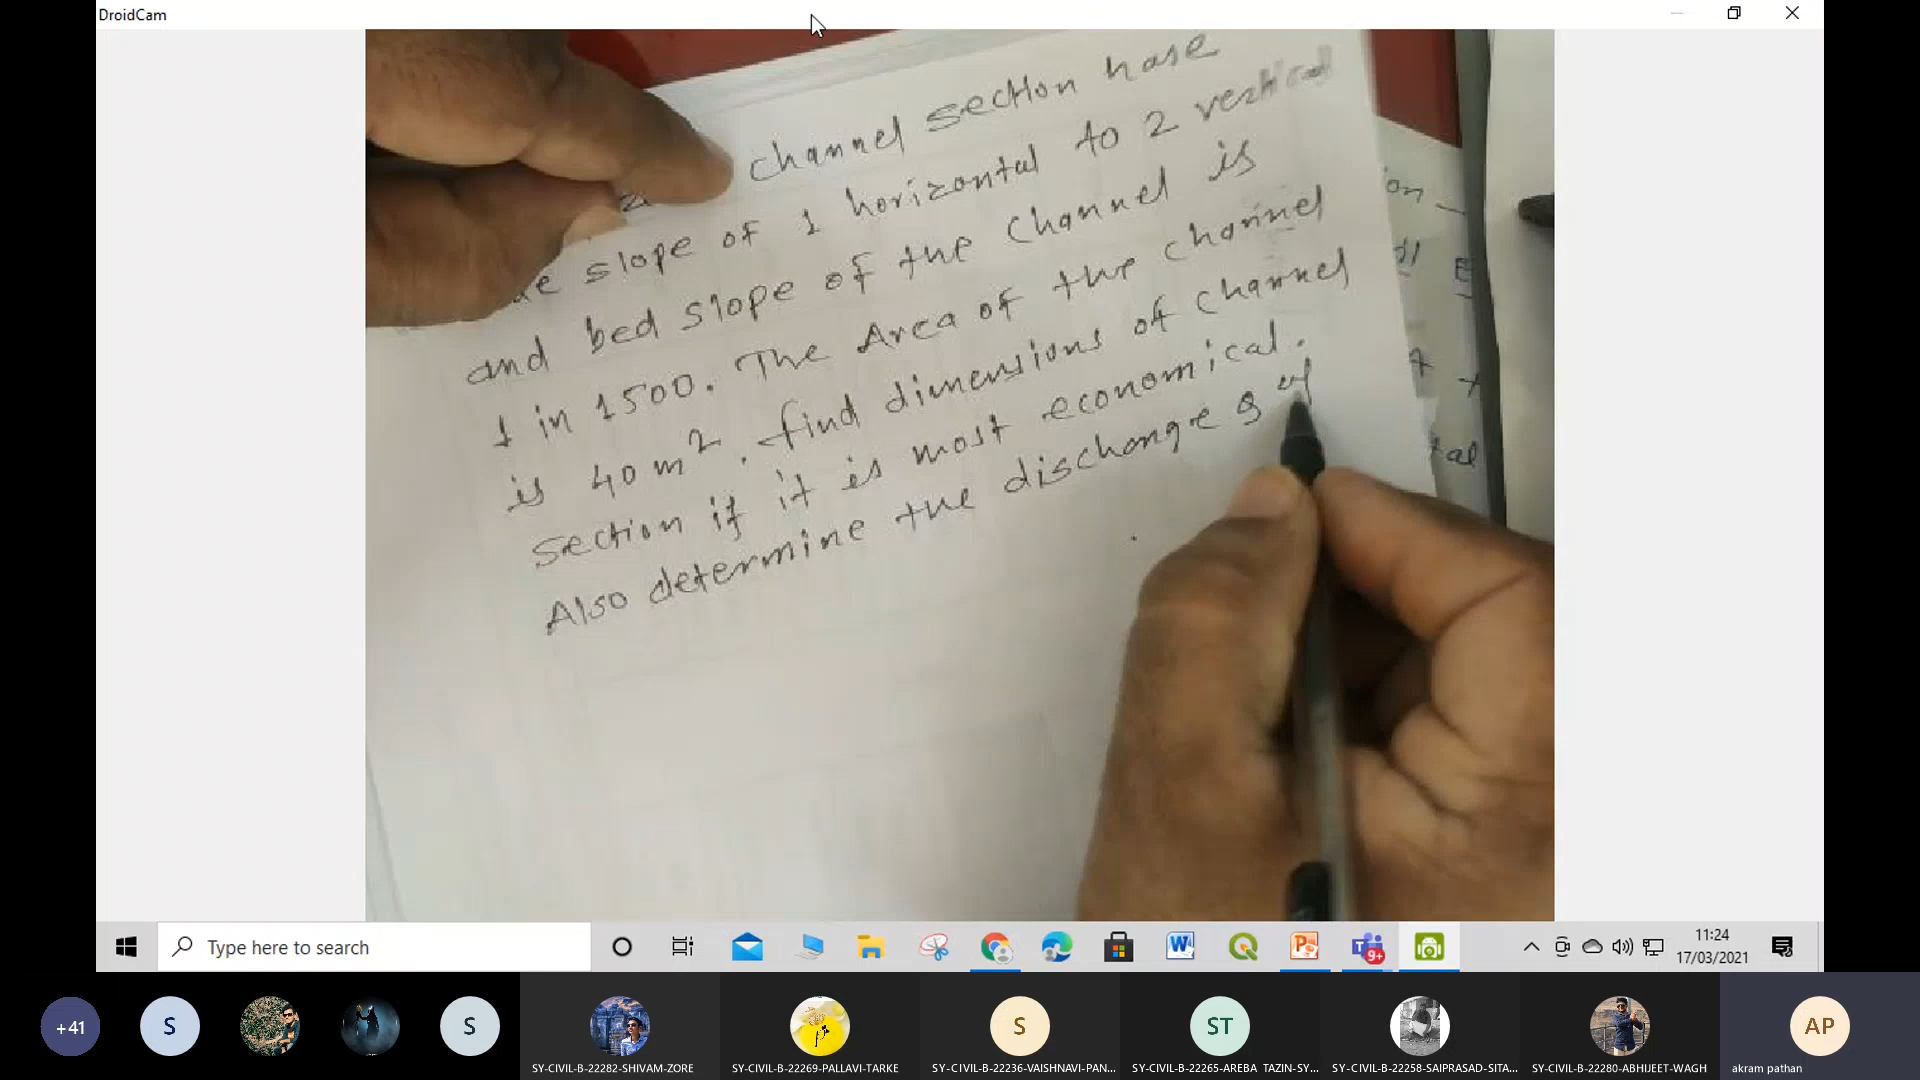 DroidCam
channel section have
slope of 1 horizontal to 2 vertical
and bed slope of the channel is
1 in 1500. The Area of the channel
is 40 m². find dimensions of channel
section if it is most economical.
Also determine the discharge
Type here to search
9+
11:24
17/03/2021
+41
S
S
S
ST
AP
SY-CIVIL-B-22282-SHIVAM-ZORE
SY-CIVIL-B-22269-PALLAVI-TARKE
SY-CIVIL-B-22236-VAISHNAVI-PAN...
SY-CIVIL-B-22265-AREBA TAZIN-SY...
SY-CIVIL-B-22258-SAIPRASAD-SITA...
SY-CIVIL-B-22280-ABHIJEET-WAGH
akram pathan